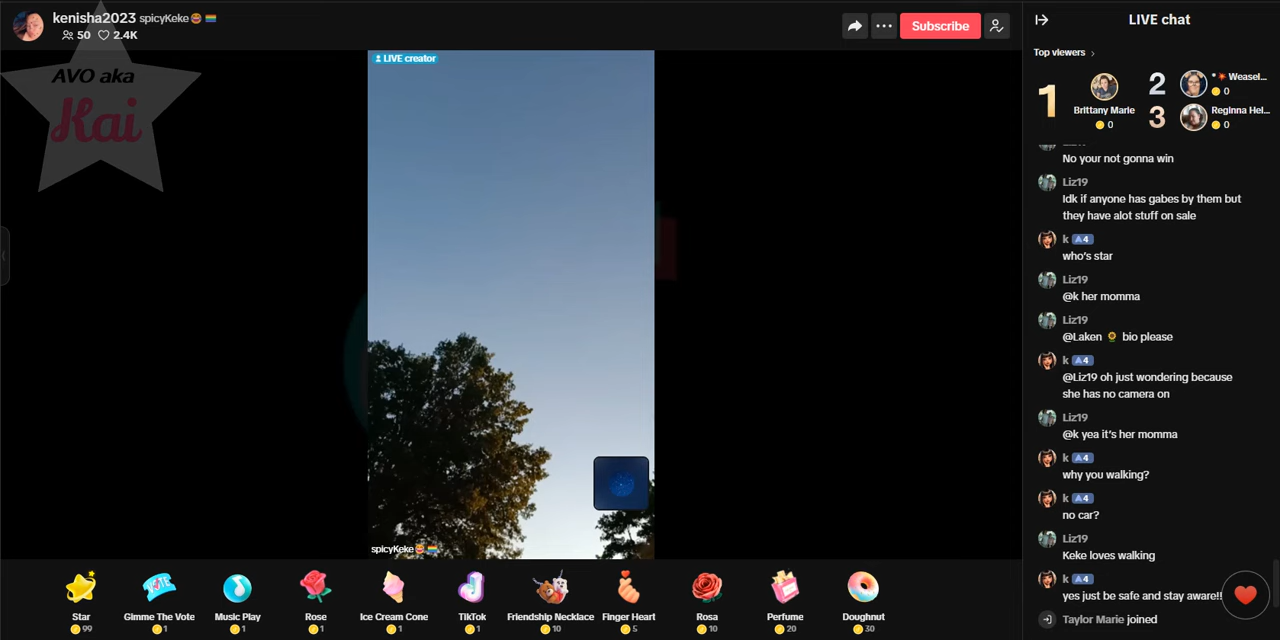 kenisha2023 spicyKeke
50 2.4K
Subscribe
AVO aka
Kai
LIVE creator
spicyKeke
Star
99
Gimme The Vote
1
Music Play
1
Rose
1
Ice Cream Cone
1
TikTok
1
Friendship Necklace
10
Finger Heart
5
Rosa
10
Perfume
20
Doughnut
30
LIVE chat
Top viewers
1
Brittany Marie
0
2
Weasel...
0
3
Reginna Hel...
0
No your not gonna win
Liz19
Idk if anyone has gabes by them but
they have alot stuff on sale
k 4
who's star
Liz19
@k her momma
Liz19
@Laken 🌻 bio please
k 4
@Liz19 oh just wondering because
she has no camera on
Liz19
@k yea it's her momma
k 4
why you walking?
k 4
no car?
Liz19
Keke loves walking
k 4
yes just be safe and stay aware!!
Taylor Marie joined